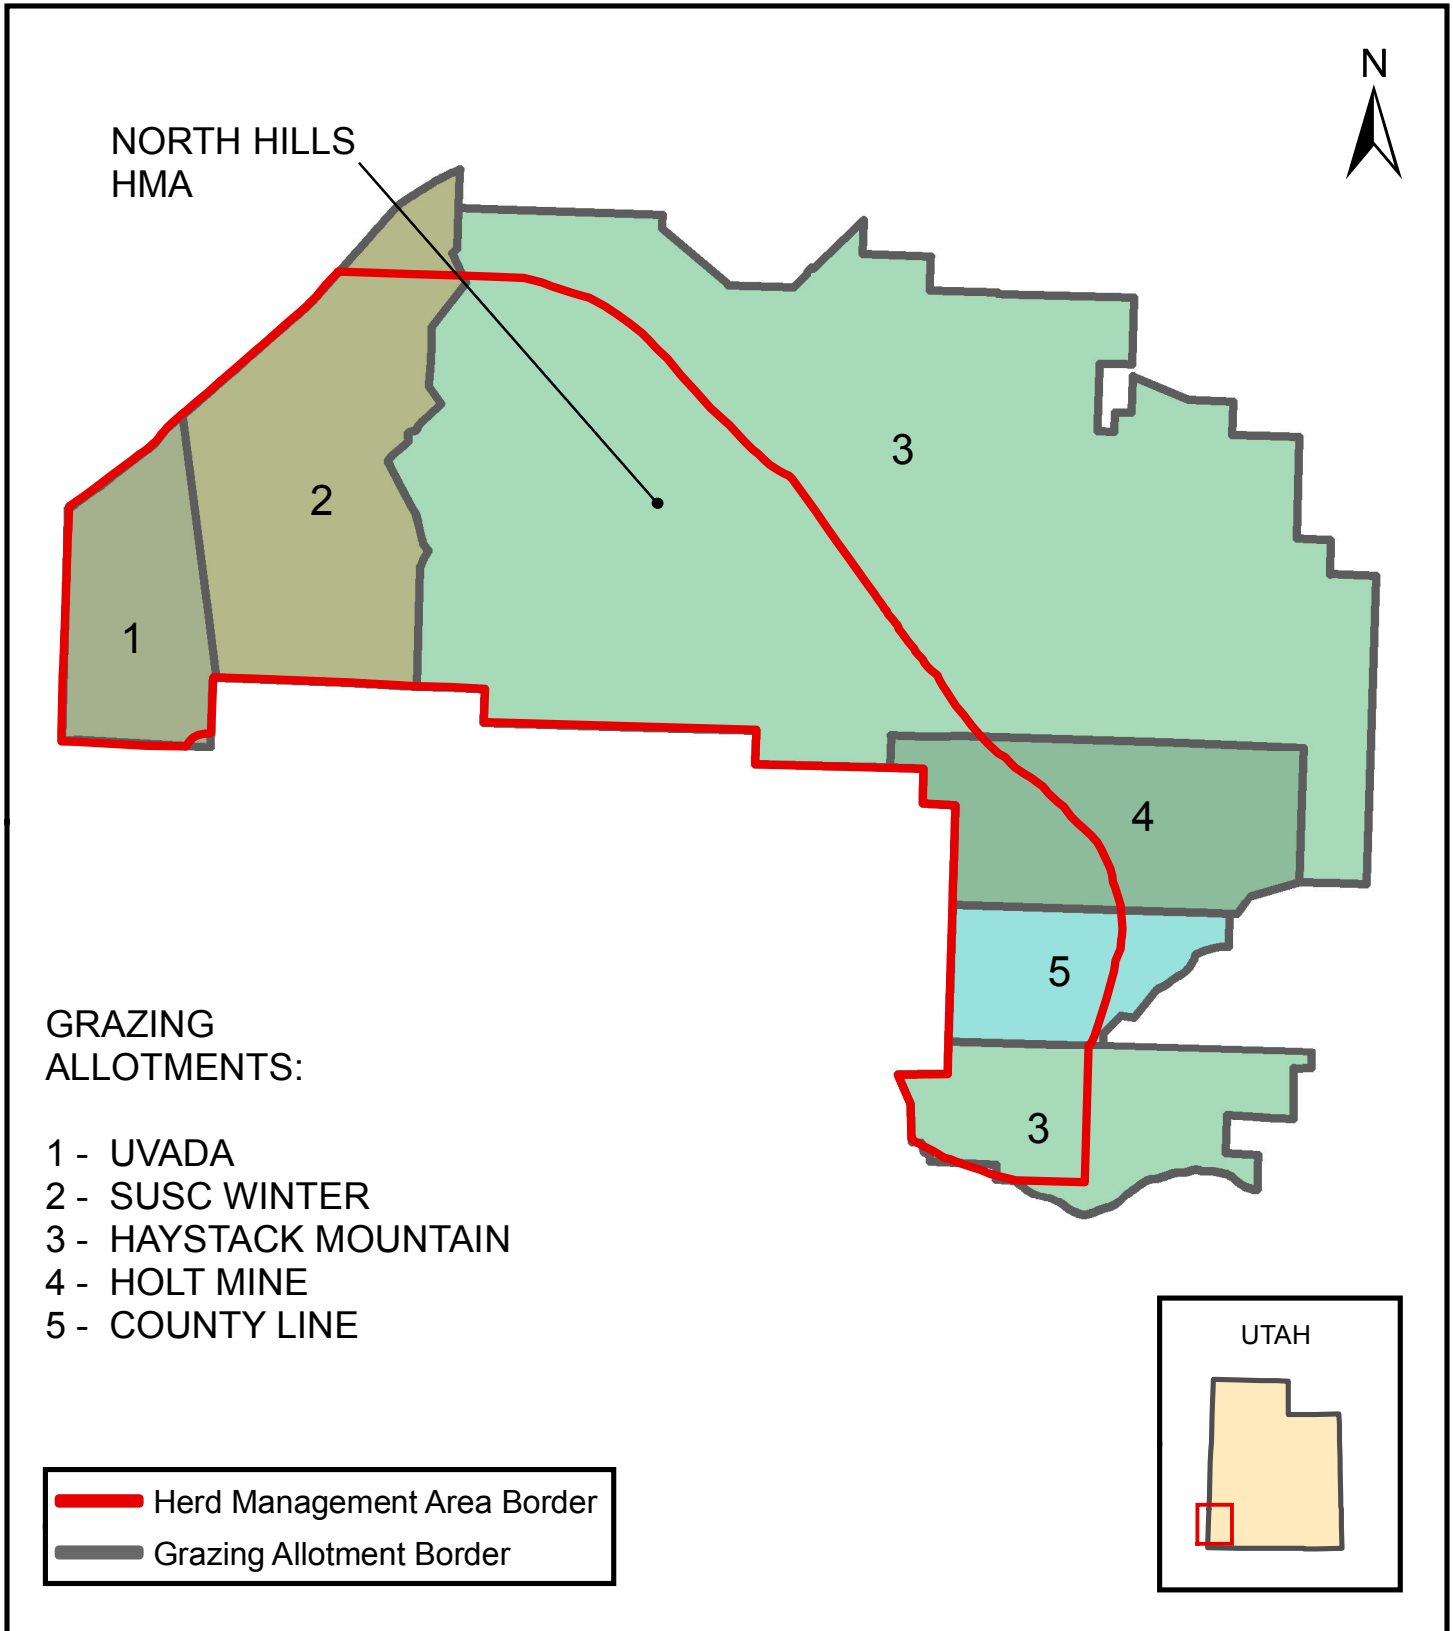 N
NORTH HILLS
HMA
3
2
1
4
5
3
GRAZING
ALLOTMENTS:
1 - UVADA
2 - SUSC WINTER
3 - HAYSTACK MOUNTAIN
4 - HOLT MINE
5 - COUNTY LINE
UTAH
Herd Management Area Border
Grazing Allotment Border